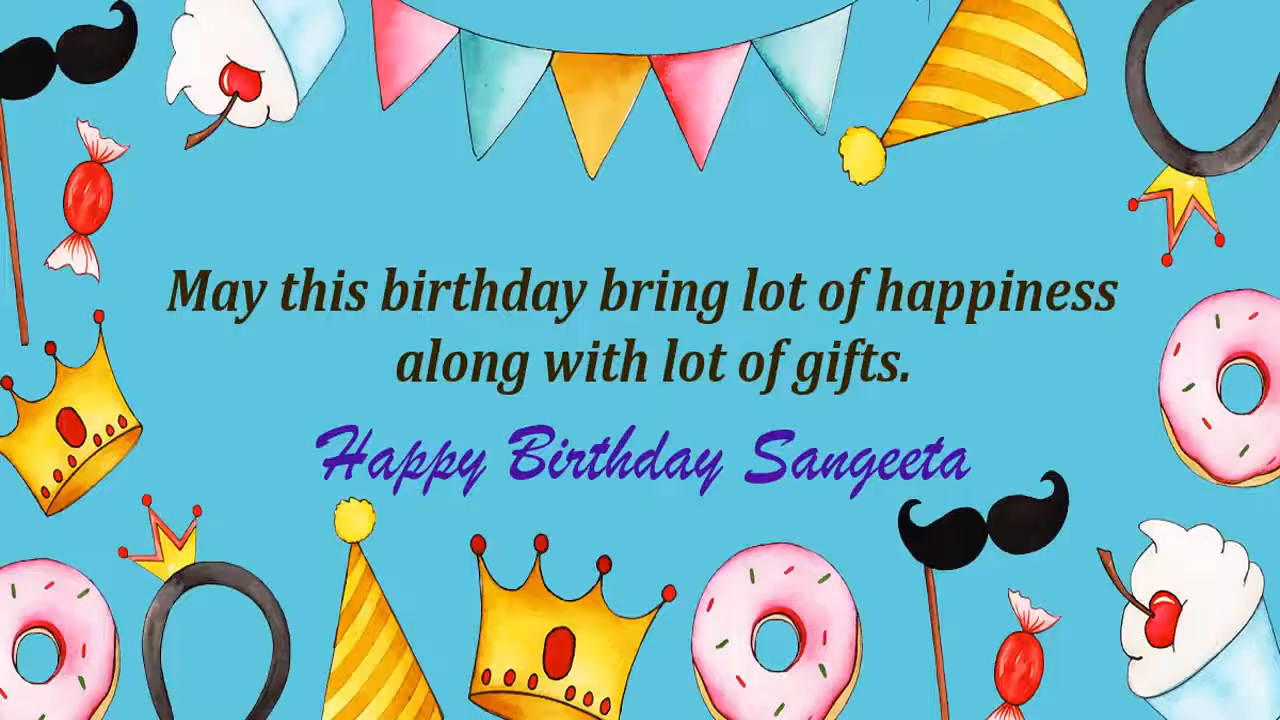 May this birthday bring lot of happiness
along with lot of gifts.
Happy Birthday Sangeeta